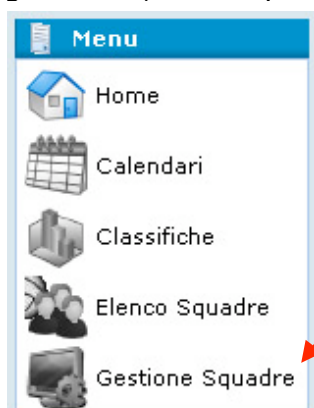 Menu
Home
Calendari
Classifiche
Elenco Squadre
Gestione Squadre